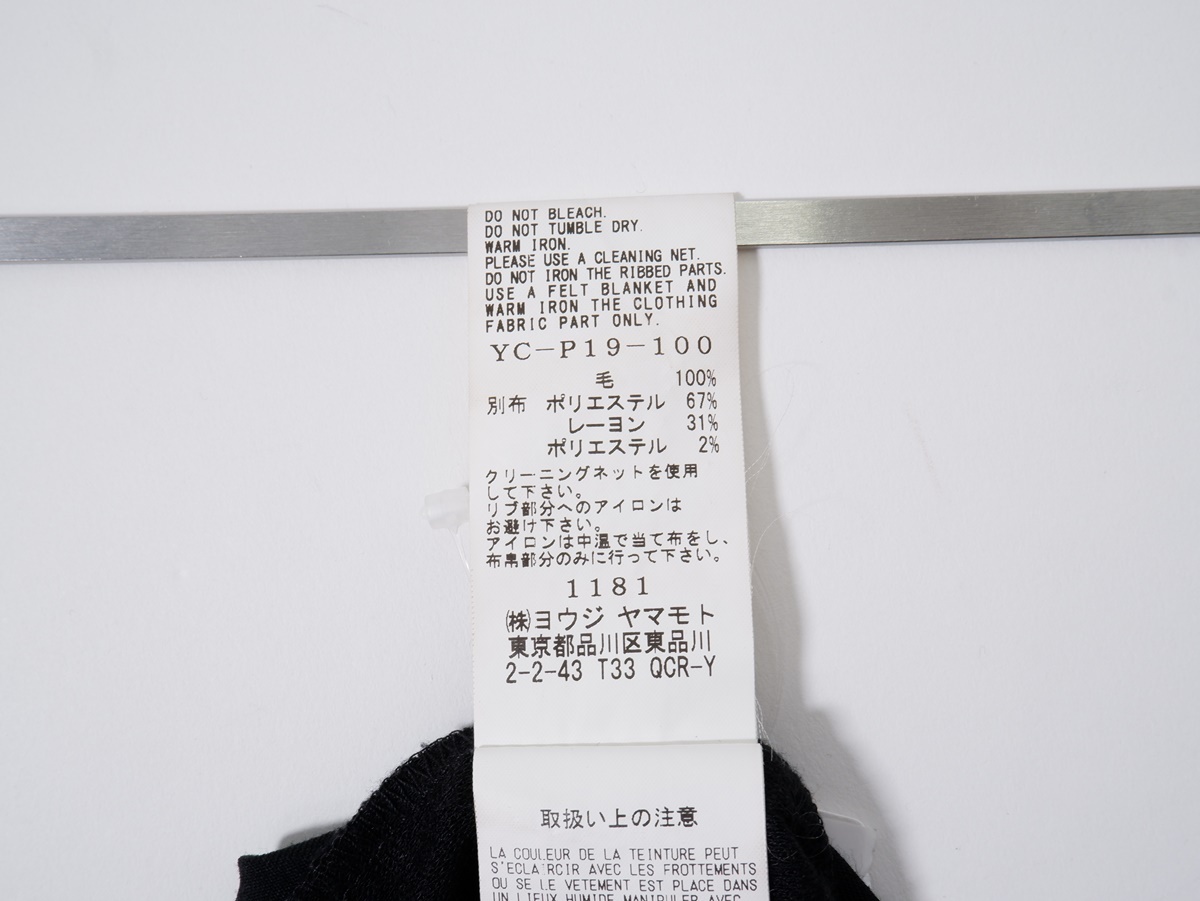 DO NOT BLEACH.
DO NOT TUMBLE DRY.
WARM IRON.
PLEASE USE A CLEANING NET.
DO NOT IRON THE RIBBED PARTS.
USE A FELT BLANKET AND
WARM IRON THE CLOTHING
FABRIC PART ONLY.
YC-P19-100
毛 100%
別布 ポリエステル 67%
レーヨン 31%
ポリエステル 2%
クリーニングネットを使用
して下さい。
リブ部分へのアイロンは
お避け下さい。
アイロンは中温で当て布をし、
布帛部分のみに行って下さい。
1181
㈱ヨウジ ヤマモト
東京都品川区東品川
2-2-43 T33 QCR-Y
取扱い上の注意
LA COULEUR DE LA TEINTURE PEUT
S'ECLAIRCIR AVEC LES FROTTEMENTS
OU SE LE VETEMENT EST PLACE DANS
UN LIEUX HUMIDE MANIPULER AVEC